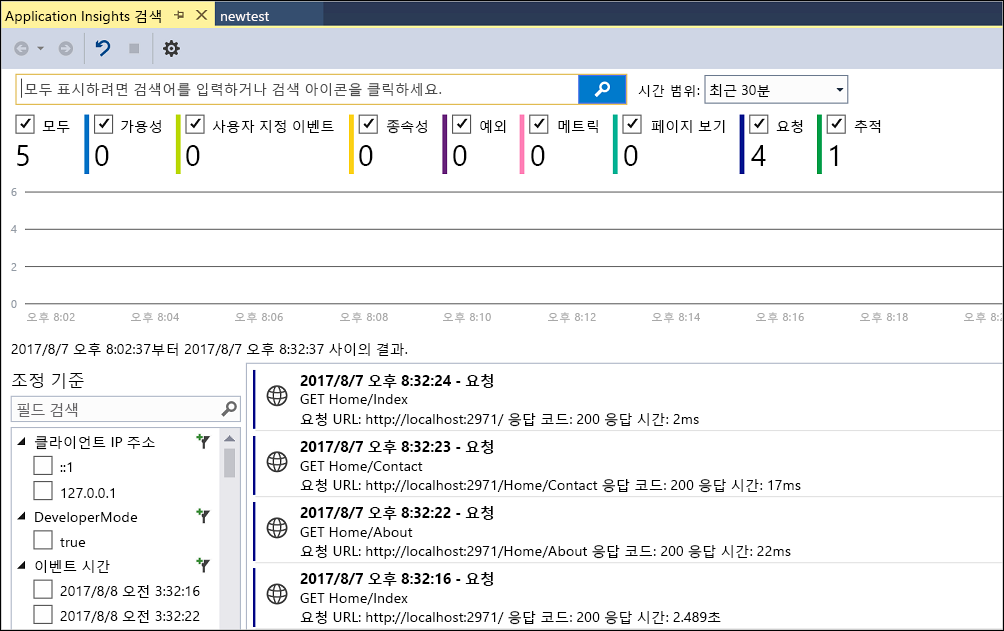 Application Insights 검색
newtest
모두 표시하려면 검색어를 입력하거나 검색 아이콘을 클릭하세요.
시간 범위: 최근 30분
모두 가용성 사용자 지정 이벤트 종속성 예외 메트릭 페이지 보기 요청 추적
5 0 0 0 0 0 0 4 1
6
4
2
0
오후 8:02 오후 8:04 오후 8:06 오후 8:08 오후 8:10 오후 8:12 오후 8:14 오후 8:16 오후 8:18 오후
2017/8/7 오후 8:02:37부터 2017/8/7 오후 8:32:37 사이의 결과.
조정 기준
필드 검색
클라이언트 IP 주소
::1
127.0.0.1
DeveloperMode
true
이벤트 시간
2017/8/8 오전 3:32:16
2017/8/8 오전 3:32:22
2017/8/7 오후 8:32:24 - 요청
GET Home/Index
요청 URL: http://localhost:2971/ 응답 코드: 200 응답 시간: 2ms
2017/8/7 오후 8:32:23 - 요청
GET Home/Contact
요청 URL: http://localhost:2971/Home/Contact 응답 코드: 200 응답 시간: 17ms
2017/8/7 오후 8:32:22 - 요청
GET Home/About
요청 URL: http://localhost:2971/Home/About 응답 코드: 200 응답 시간: 22ms
2017/8/7 오후 8:32:16 - 요청
GET Home/Index
요청 URL: http://localhost:2971/ 응답 코드: 200 응답 시간: 2.489초